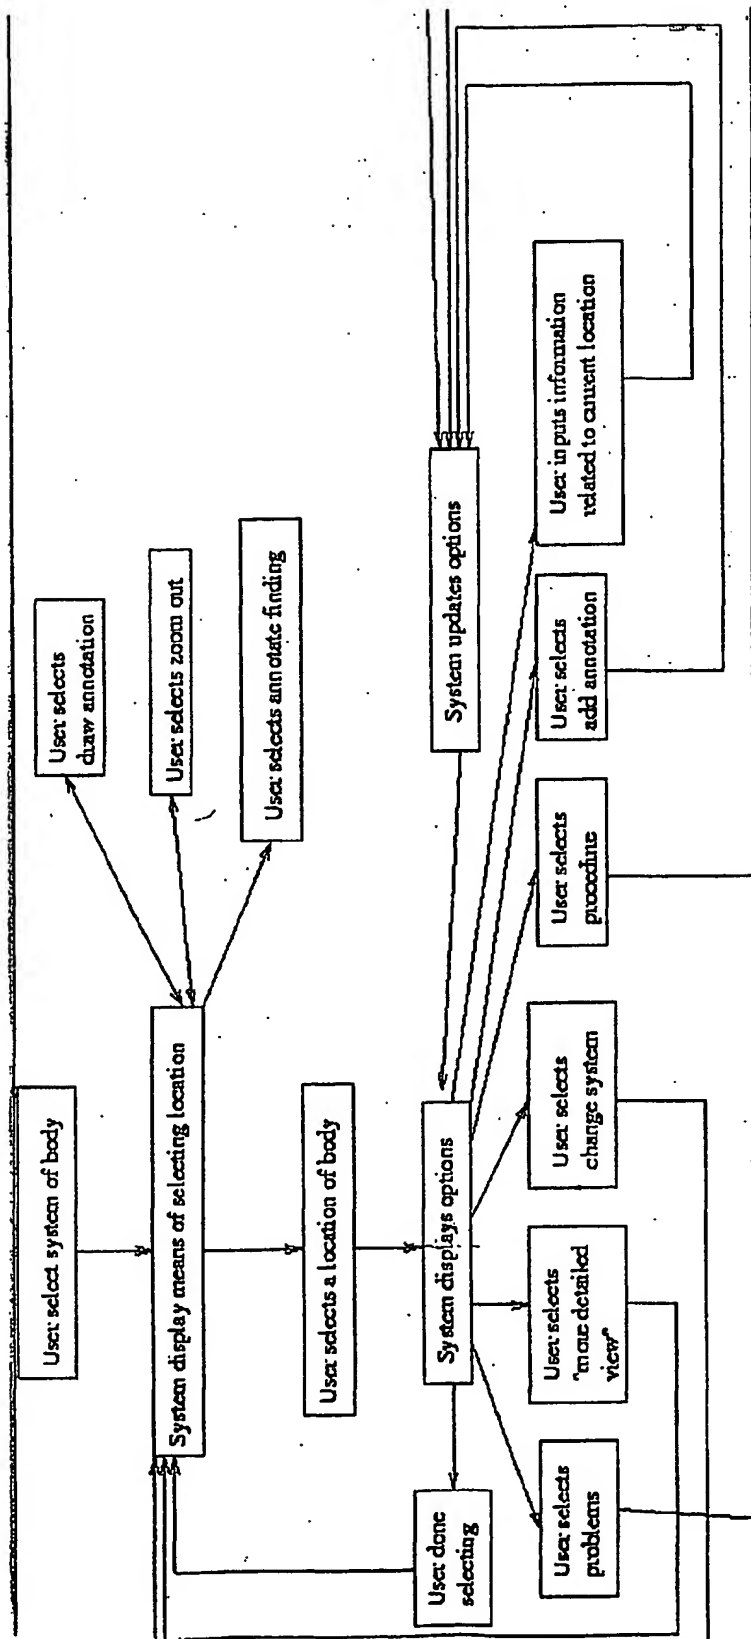 User select system of body
System display means of selecting location
User selects
draw annotation
User selects zoom out
User selects annotate finding
User selects a location of body
User done
selecting
System displays options
System updates options
User selects
problems
User selects
"more detailed
view"
User selects
change system
User selects
procedure
User selects
add annotation
User inputs information
related to current location